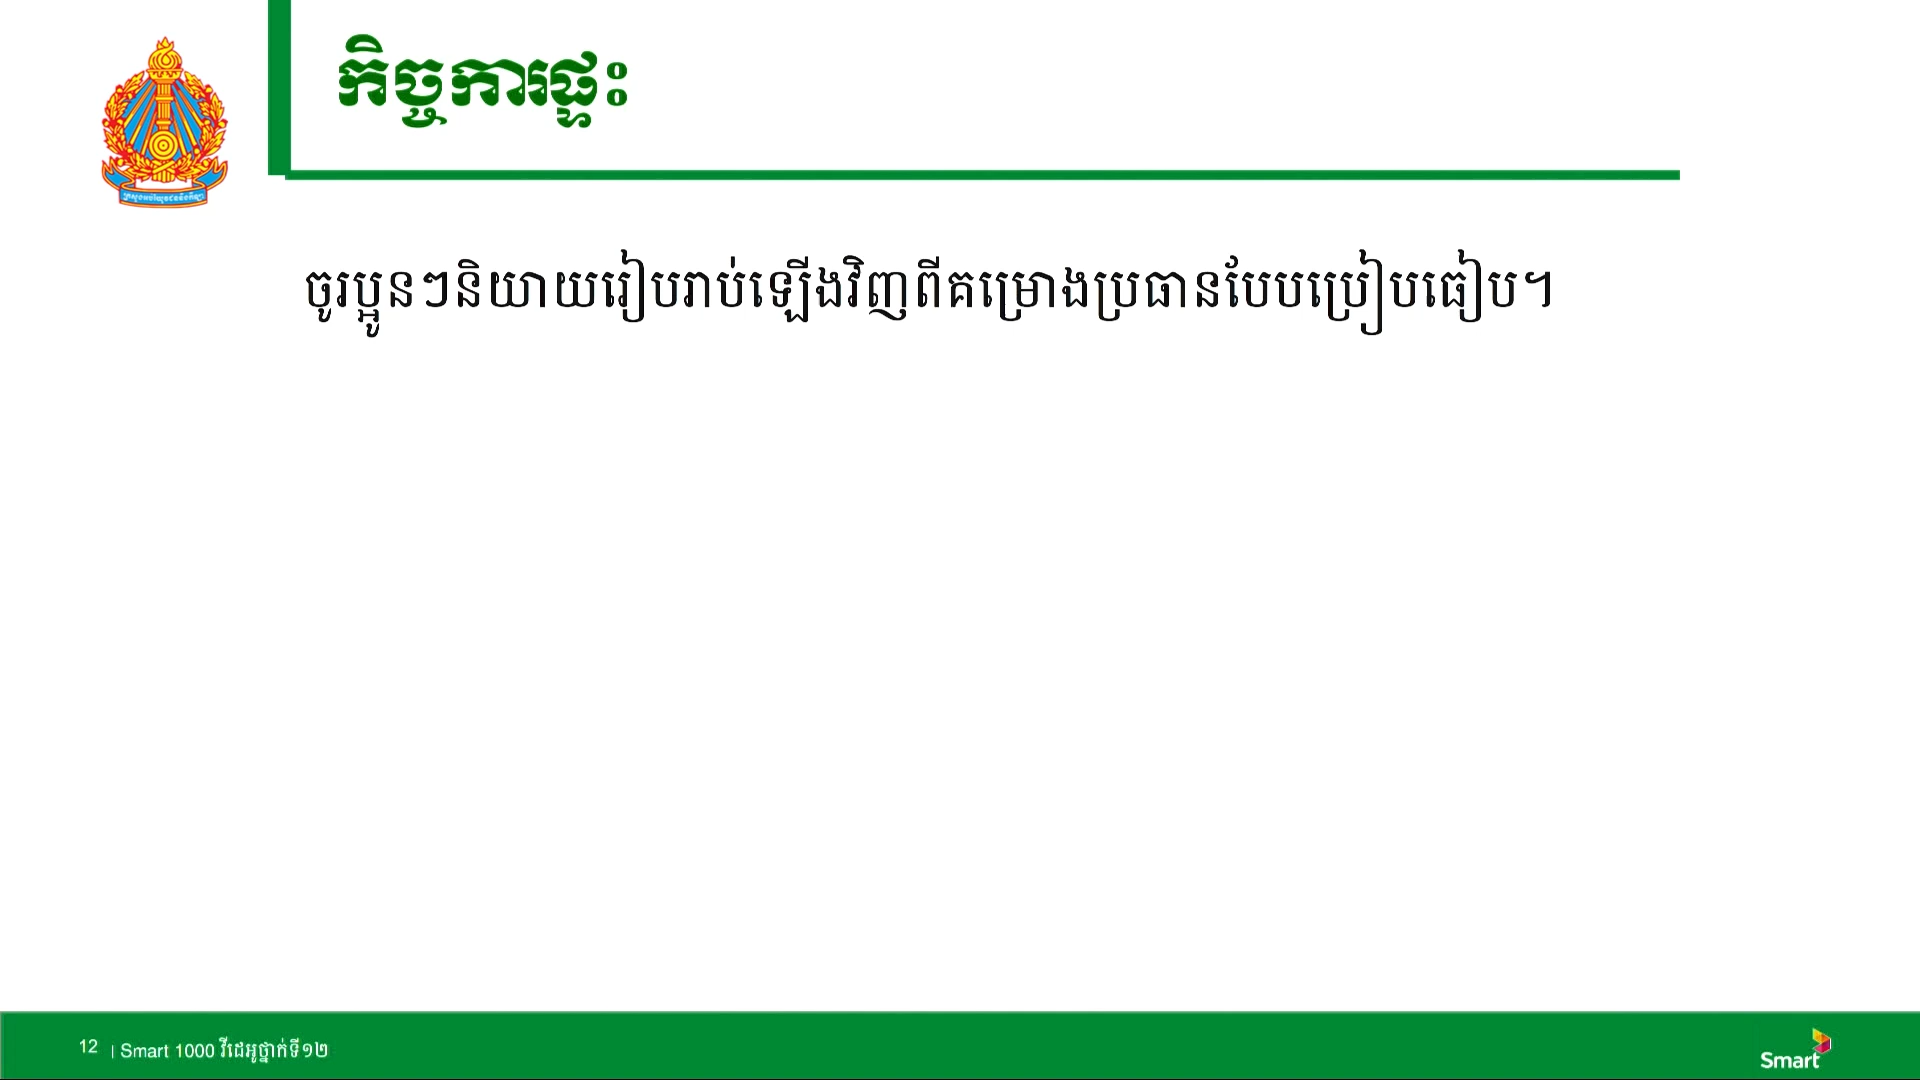 កិច្ចការផ្ទះ
ចូរប្អូនៗនិយាយរៀបរាប់ឡើងវិញពីគម្រោងប្រធានបែបប្រៀបធៀប។
12 | Smart 1000 វីដេអូថ្នាក់ទី១២
Smart